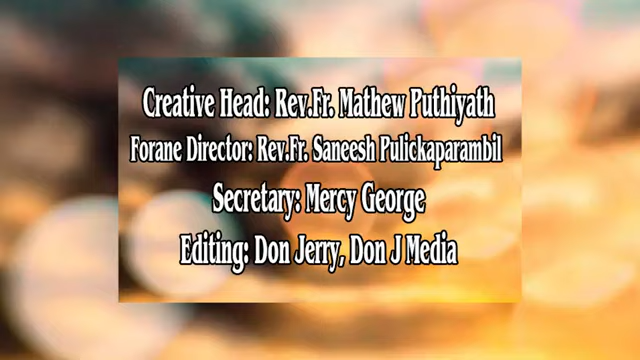 Creative Head: Rev.Fr. Mathew Puthiyath
Forane Director: Rev.Fr. Saneesh Pulickaparambil
Secretary: Mercy George
Editing: Don Jerry, Don J Media